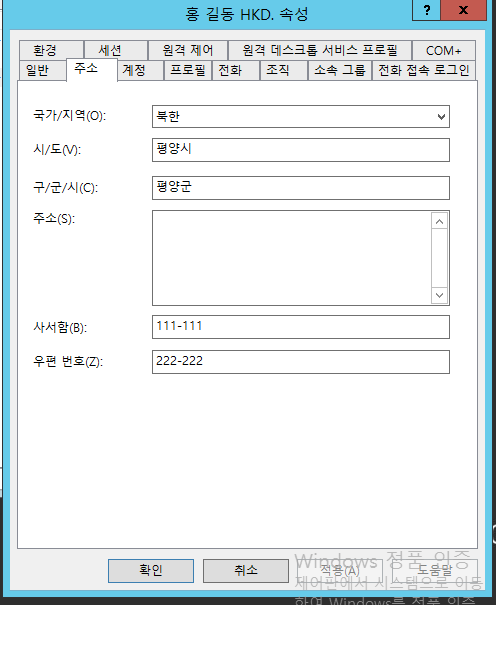 홍 길동 HKD. 속성
? x
환경 세션 원격 제어 원격 데스크톱 서비스 프로필 COM+
일반 주소 계정 프로필 전화 조직 소속 그룹 전화 접속 로그인
국가/지역(O): 북한
시/도(V): 평양시
구/군/시(C): 평양군
주소(S):
사서함(B): 111-111
우편 번호(Z): 222-222
확인 취소 적용(A) 도움말
Windows 정품 인증
제어판에서 시스템으로 이동
하여 Windows를 정품 인증